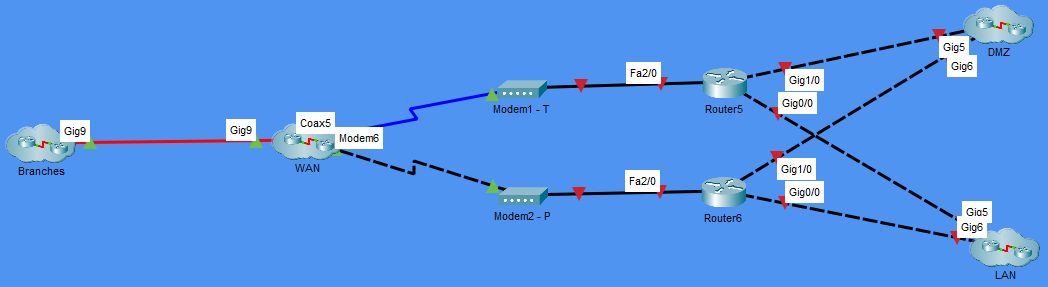 DMZ
Gig5
Gig6
Fa2/0
Gig1/0
Modem1 - T
Router5
Gig0/0
Coax5
Gig9
Gig9
Modem6
Branches
WAN
Gig1/0
Fa2/0
Gig0/0
Modem2 - P
Router6
Gig5
Gig6
LAN